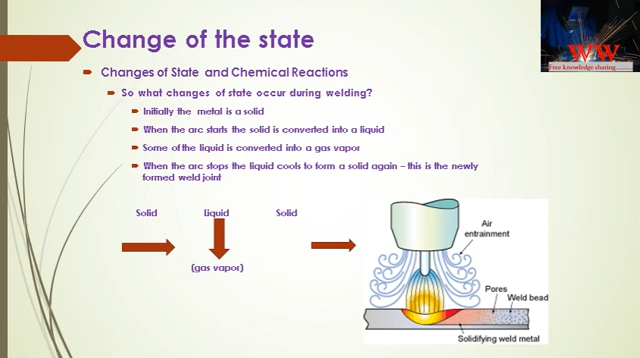 Change of the state
WW
Free knowledge sharing........
Changes of State and Chemical Reactions
So what changes of state occur during welding?
Initially the metal is a solid
When the arc starts the solid is converted into a liquid
Some of the liquid is converted into a gas vapor
When the arc stops the liquid cools to form a solid again – this is the newly
formed weld joint
Solid Liquid Solid
(gas vapor)
Air
entrainment
Pores
Weld bead
Solidifying weld metal